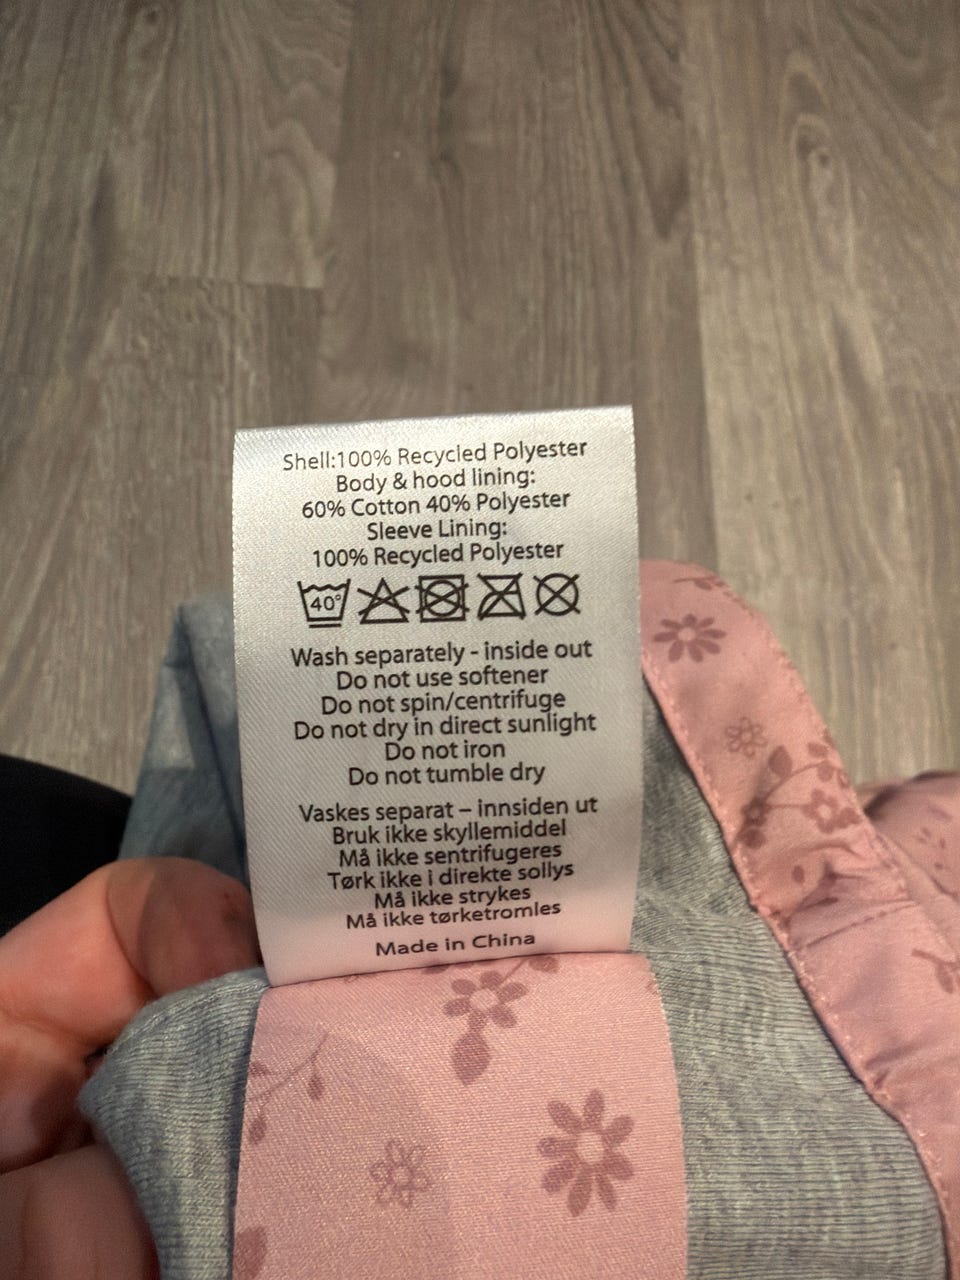 Shell:100% Recycled Polyester
Body & hood lining:
60% Cotton 40% Polyester
Sleeve Lining:
100% Recycled Polyester
40°
Wash separately - inside out
Do not use softener
Do not spin/centrifuge
Do not dry in direct sunlight
Do not iron
Do not tumble dry
Vaskes separat – innsiden ut
Bruk ikke skyllemiddel
Må ikke sentrifugeres
Tørk ikke i direkte sollys
Må ikke strykes
Må ikke tørketromles
Made in China